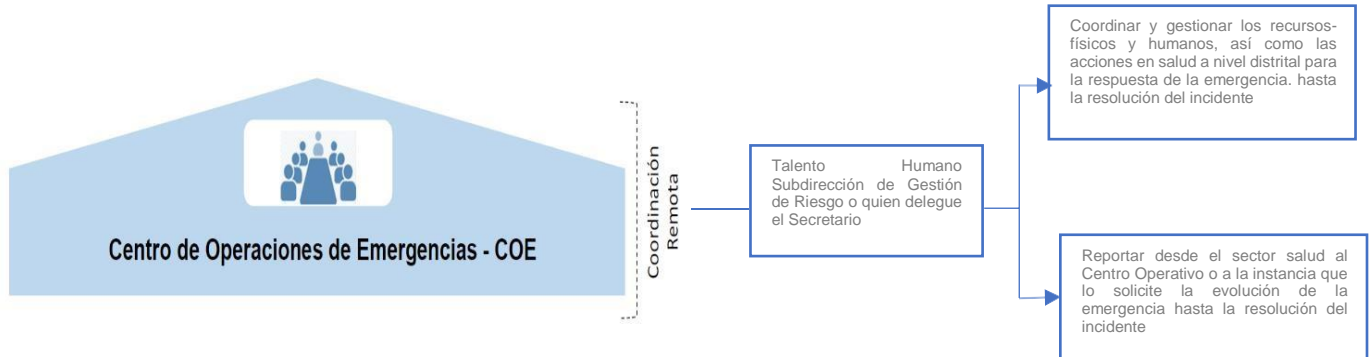 Centro de Operaciones de Emergencias - COE
Coordinación
Remota
Talento Humano
Subdirección de Gestión
de Riesgo o quien delegue
el Secretario
Coordinar y gestionar los recursos-
físicos y humanos, así como las
acciones en salud a nivel distrital para
la respuesta de la emergencia. hasta
la resolución del incidente
Reportar desde el sector salud al
Centro Operativo o a la instancia que
lo solicite la evolución de la
emergencia hasta la resolución del
incidente